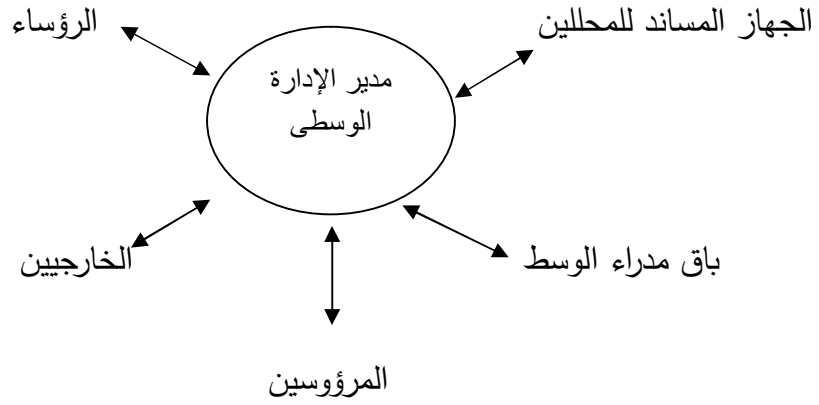 الجهاز المساند للمحللين
الرؤساء
مدير الإدارة
الوسطى
باق مدراء الوسط
الخارجيين
المرؤوسين